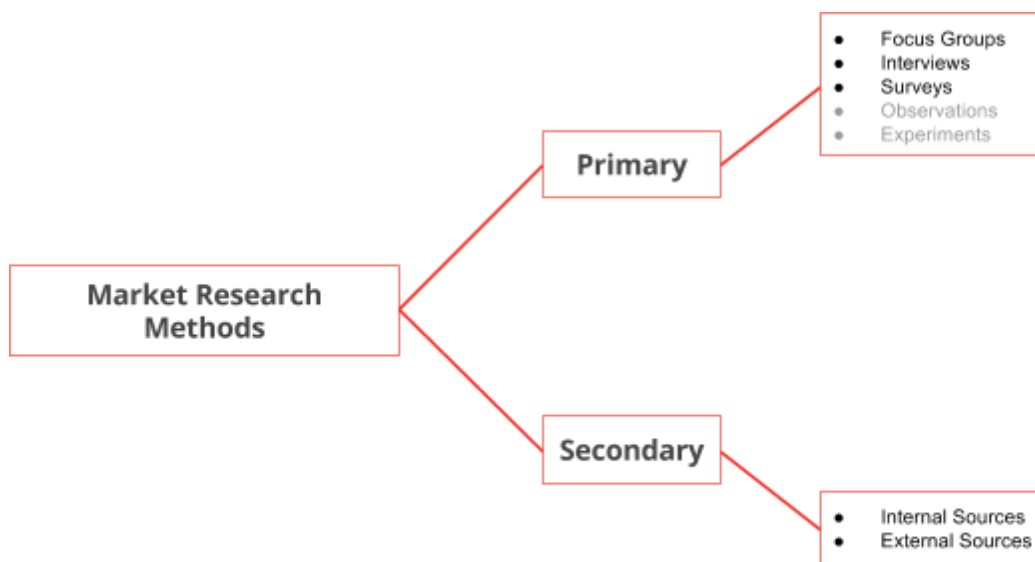 Focus Groups
Interviews
Surveys
Observations
Experiments
Primary
Market Research
Methods
Secondary
Internal Sources
External Sources